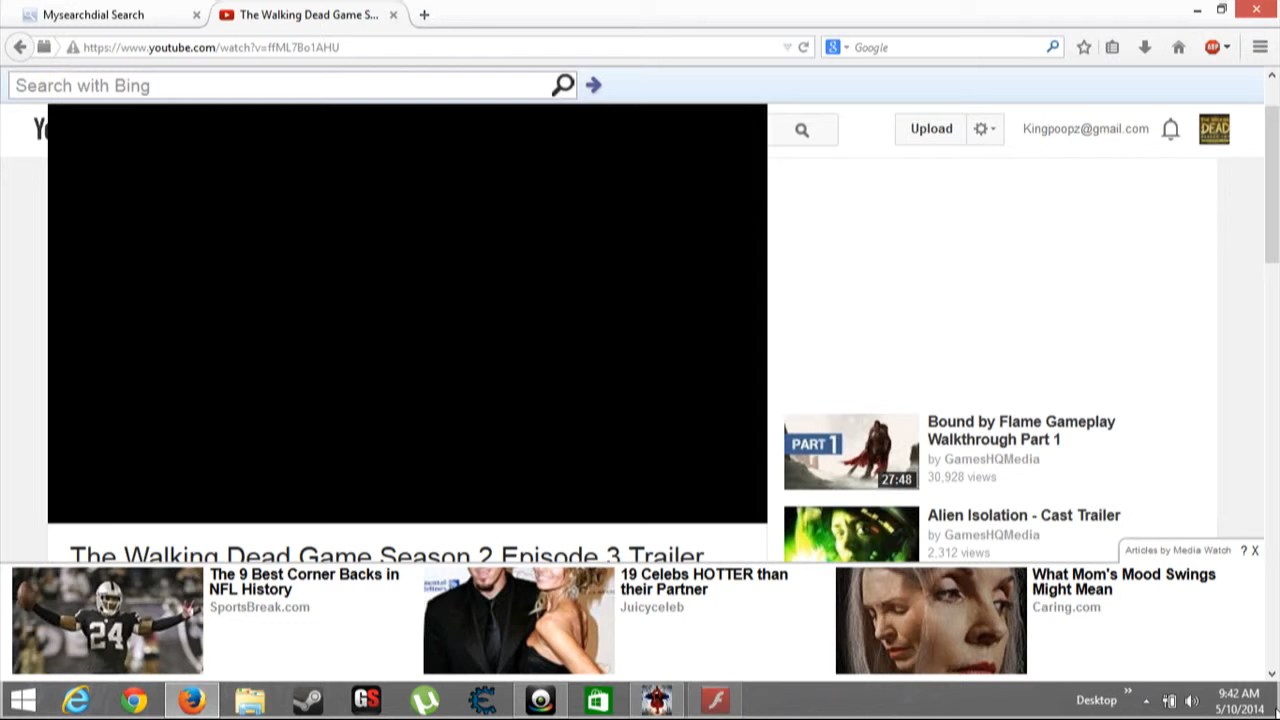 Mysearchdial Search
The Walking Dead Game S...
https://www.youtube.com/watch?v=ffML7Bo1AHU
Google
ABP
Search with Bing
Upload
Kingpoopz@gmail.com
DEAD
PART 1
27:48
Bound by Flame Gameplay
Walkthrough Part 1
by GamesHQMedia
30,928 views
Alien Isolation - Cast Trailer
by GamesHQMedia
2,312 views
The Walking Dead Game Season 2 Episode 3 Trailer
Articles by Media Watch ? X
24
The 9 Best Corner Backs in
NFL History
SportsBreak.com
19 Celebs HOTTER than
their Partner
Juicyceleb
What Mom's Mood Swings
Might Mean
Caring.com
GS
Desktop
9:42 AM
5/10/2014